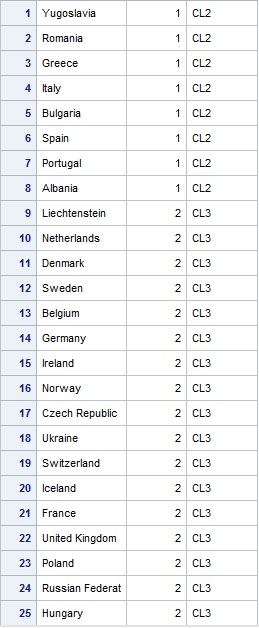 1 Yugoslavia 1 CL2
2 Romania 1 CL2
3 Greece 1 CL2
4 Italy 1 CL2
5 Bulgaria 1 CL2
6 Spain 1 CL2
7 Portugal 1 CL2
8 Albania 1 CL2
9 Liechtenstein 2 CL3
10 Netherlands 2 CL3
11 Denmark 2 CL3
12 Sweden 2 CL3
13 Belgium 2 CL3
14 Germany 2 CL3
15 Ireland 2 CL3
16 Norway 2 CL3
17 Czech Republic 2 CL3
18 Ukraine 2 CL3
19 Switzerland 2 CL3
20 Iceland 2 CL3
21 France 2 CL3
22 United Kingdom 2 CL3
23 Poland 2 CL3
24 Russian Federat 2 CL3
25 Hungary 2 CL3